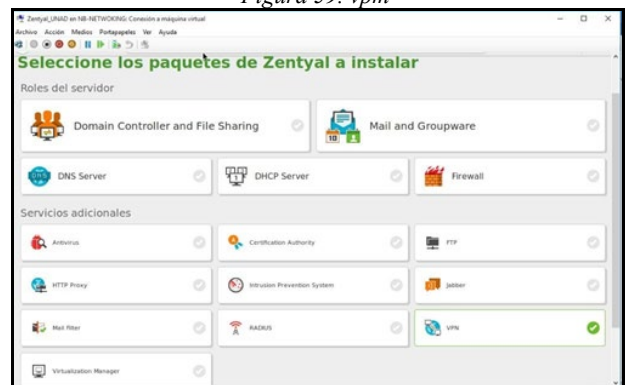 Figura 39. vpm
Zentyal_UNAD en NB-NETWOKING: Conexión a máquina virtual
Archivo Acción Medios Portapapeles Ver Ayuda
Seleccione los paquetes de Zentyal a instalar
Roles del servidor
Domain Controller and File Sharing
Mail and Groupware
10
DNS Server
DHCP Server
Firewall
Servicios adicionales
Antivirus
Certification Authority
FTP
HTTP Proxy
Intrusion Prevention System
Jabber
Mail Filter
RADIUS
VPN
Virtualization Manager